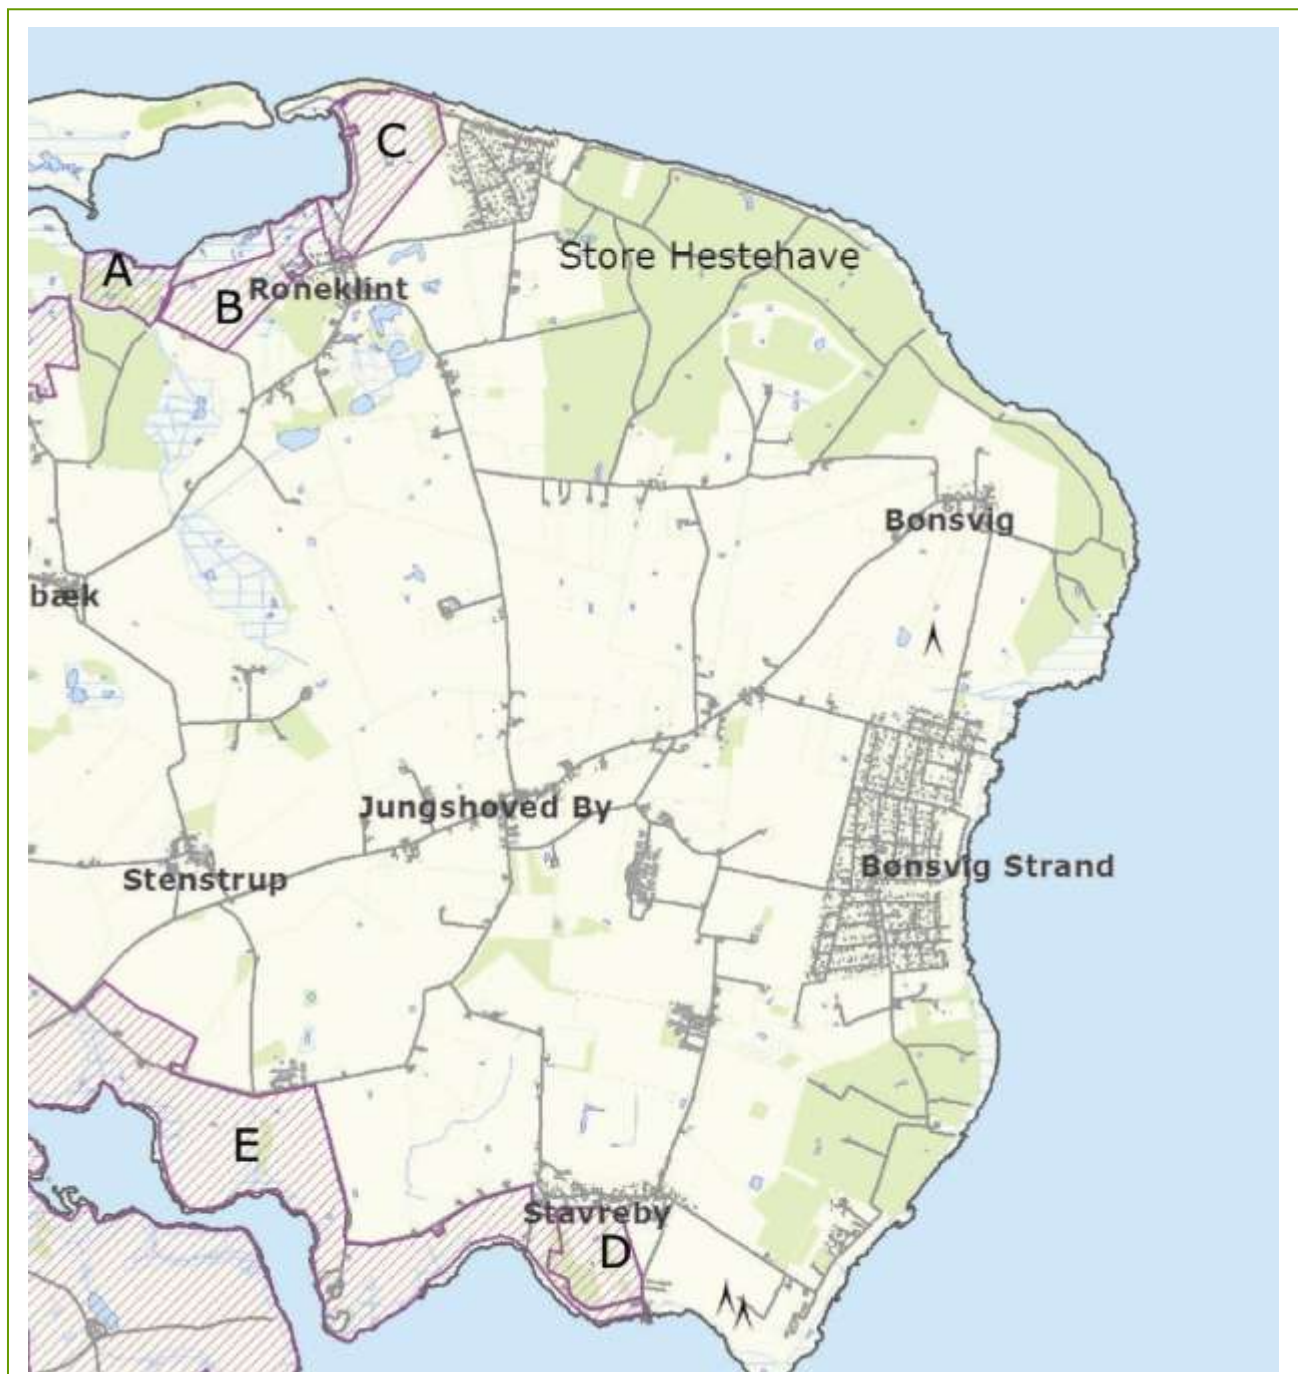 C
Store Hestehave
A
Roneklint
B
Bønsvig
bæk
Jungshoved By
Bønsvig Strand
Stenstrup
E
Stavreby
D